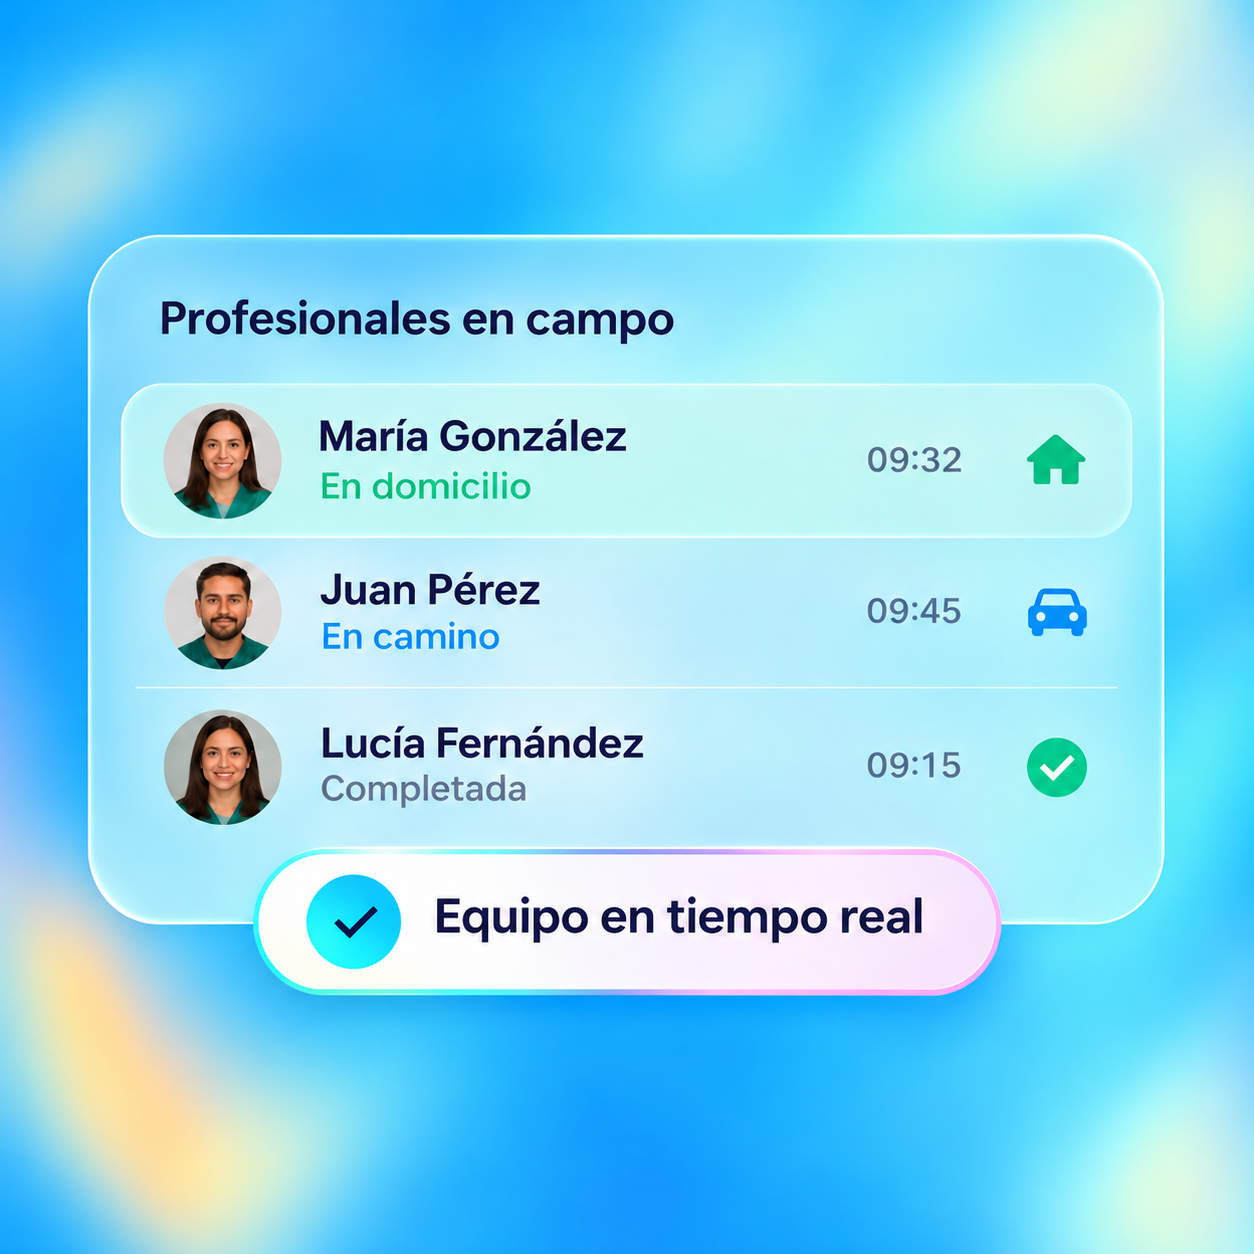 Profesionales en campo
María González
En domicilio
09:32
Juan Pérez
En camino
09:45
Lucía Fernández
Completada
09:15
Equipo en tiempo real